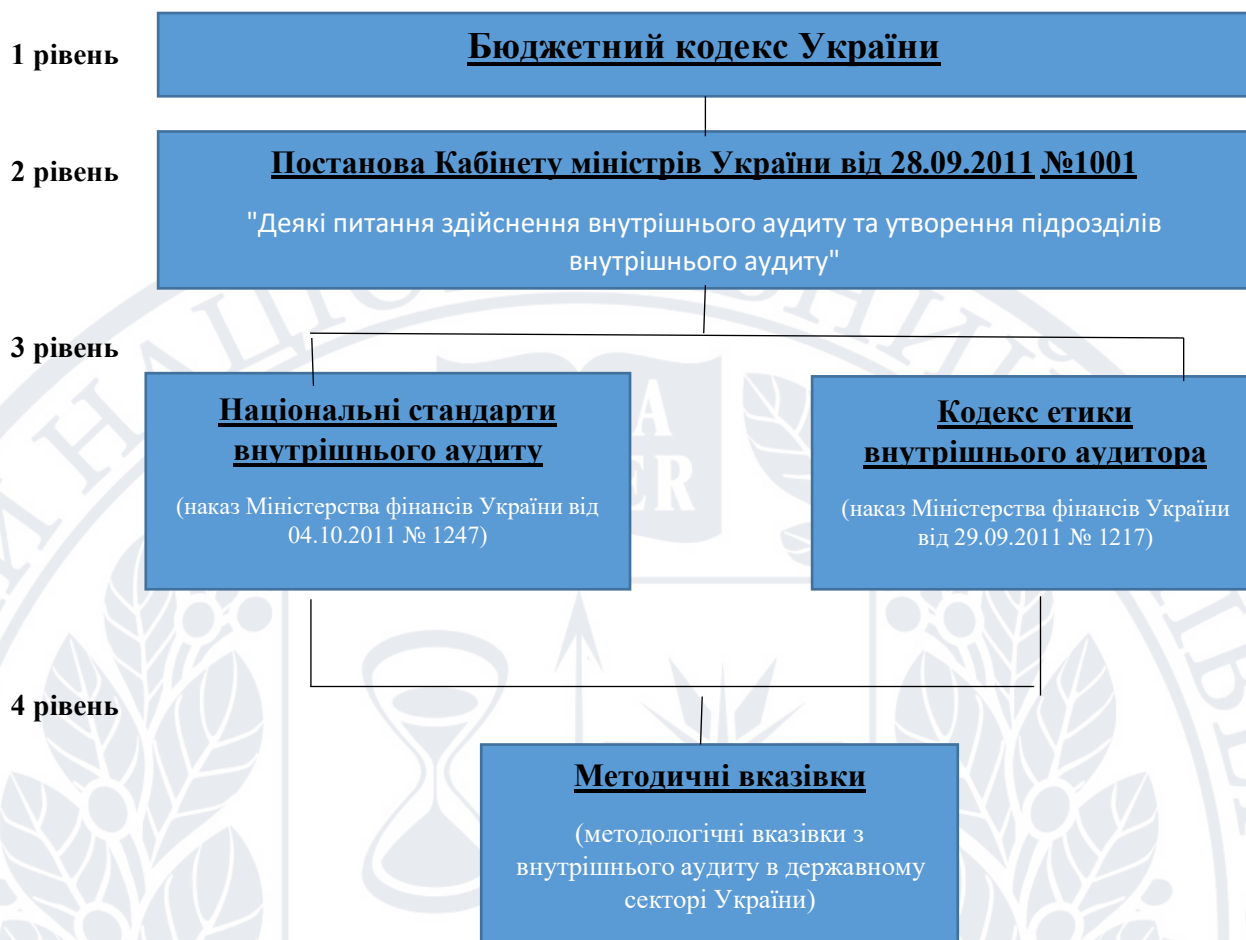 1 рівень
Бюджетний кодекс України
2 рівень
Постанова Кабінету міністрів України від 28.09.2011 №1001
"Деякі питання здійснення внутрішнього аудиту та утворення підрозділів
внутрішнього аудиту"
3 рівень
Національні стандарти
внутрішнього аудиту
(наказ Міністерства фінансів України від
04.10.2011 № 1247)
Кодекс етики
внутрішнього аудитора
(наказ Міністерства фінансів України
від 29.09.2011 № 1217)
4 рівень
Методичні вказівки
(методологічні вказівки з
внутрішнього аудиту в державному
секторі України)